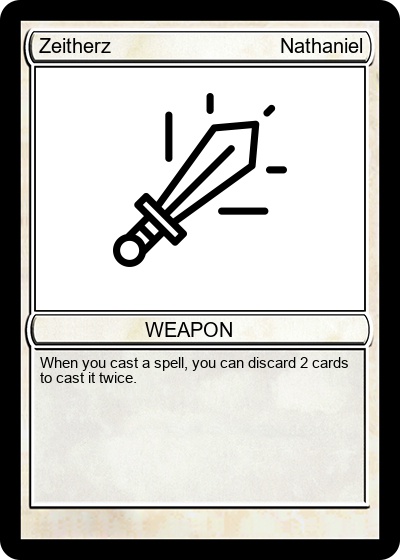 Zeitherz Nathaniel
WEAPON
When you cast a spell, you can discard 2 cards
to cast it twice.